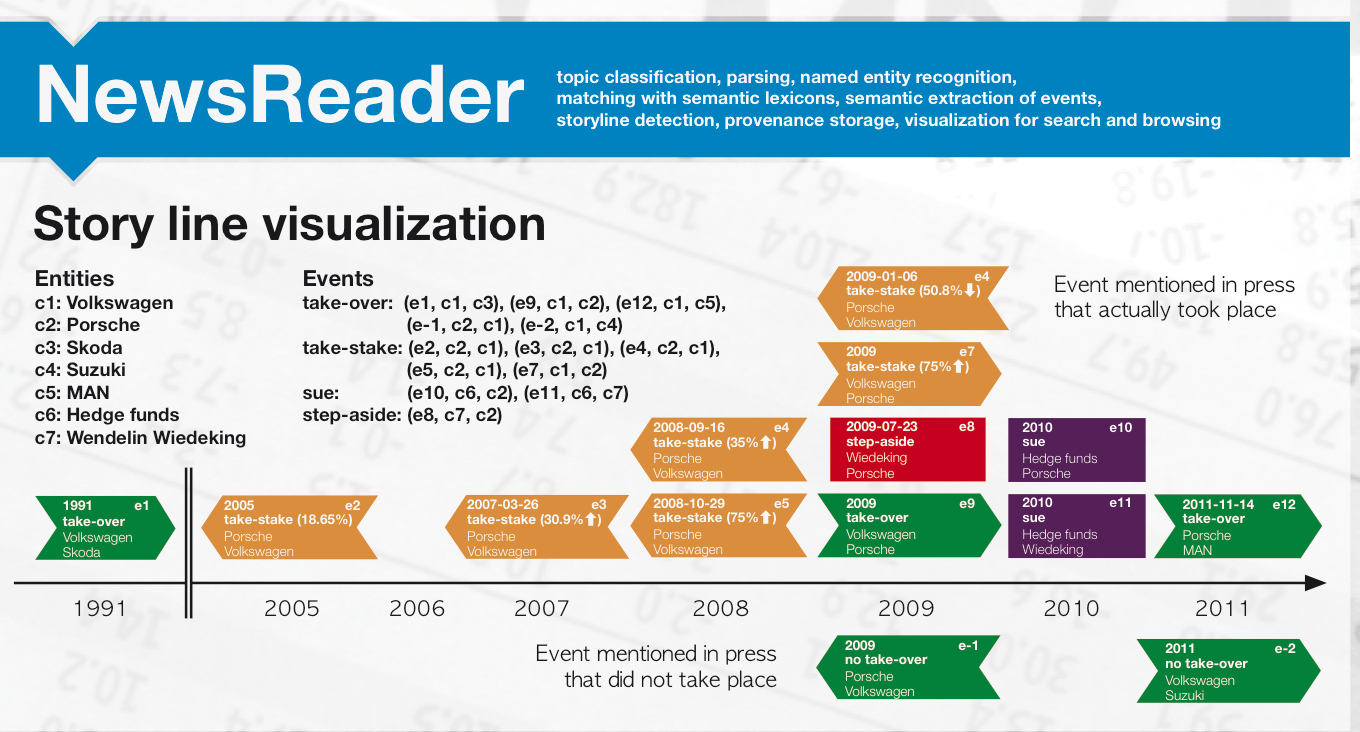 NewsReader
topic classification, parsing, named entity recognition,
matching with semantic lexicons, semantic extraction of events,
storyline detection, provenance storage, visualization for search and browsing
Story line visualization
Entities
c1: Volkswagen
c2: Porsche
c3: Skoda
c4: Suzuki
c5: MAN
c6: Hedge funds
c7: Wendelin Wiedeking
Events
take-over: (e1, c1, c3), (e9, c1, c2), (e12, c1, c5),
(e-1, c2, c1), (e-2, c1, c4)
take-stake: (e2, c2, c1), (e3, c2, c1), (e4, c2, c1),
(e5, c2, c1), (e7, c1, c2)
sue: (e10, c6, c2), (e11, c6, c7)
step-aside: (e8, c7, c2)
2009-01-06 e4
take-stake (50.8%⬇)
Porsche
Volkswagen
Event mentioned in press
that actually took place
2009 e7
take-stake (75%⬆)
Volkswagen
Porsche
2008-09-16 e4
take-stake (35%⬆)
Porsche
Volkswagen
2009-07-23 e8
step-aside
Wiedeking
Porsche
2010 e10
sue
Hedge funds
Porsche
1991 e1
take-over
Volkswagen
Skoda
2005 e2
take-stake (18.65%)
Porsche
Volkswagen
2007-03-26 e3
take-stake (30.9%⬆)
Porsche
Volkswagen
2008-10-29 e5
take-stake (75%⬆)
Porsche
Volkswagen
2009 e9
take-over
Volkswagen
Porsche
2010 e11
sue
Hedge funds
Wiedeking
2011-11-14 e12
take-over
Porsche
MAN
1991 2005 2006 2007 2008 2009 2010 2011
Event mentioned in press
that did not take place
2009 e-1
no take-over
Porsche
Volkswagen
2011 e-2
no take-over
Volkswagen
Suzuki